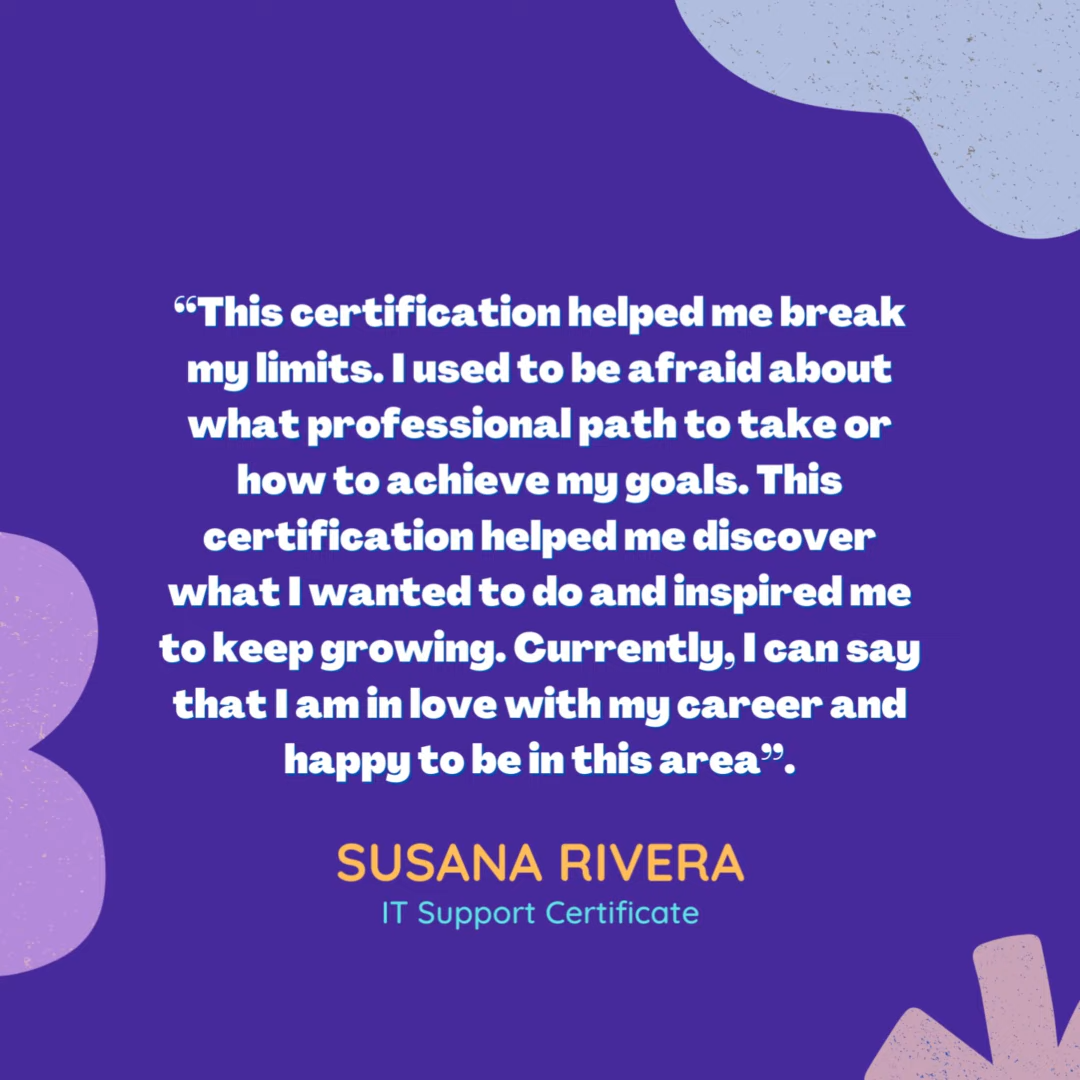 “This certification helped me break
my limits. I used to be afraid about
what professional path to take or
how to achieve my goals. This
certification helped me discover
what I wanted to do and inspired me
to keep growing. Currently, I can say
that I am in love with my career and
happy to be in this area”.
SUSANA RIVERA
IT Support Certificate